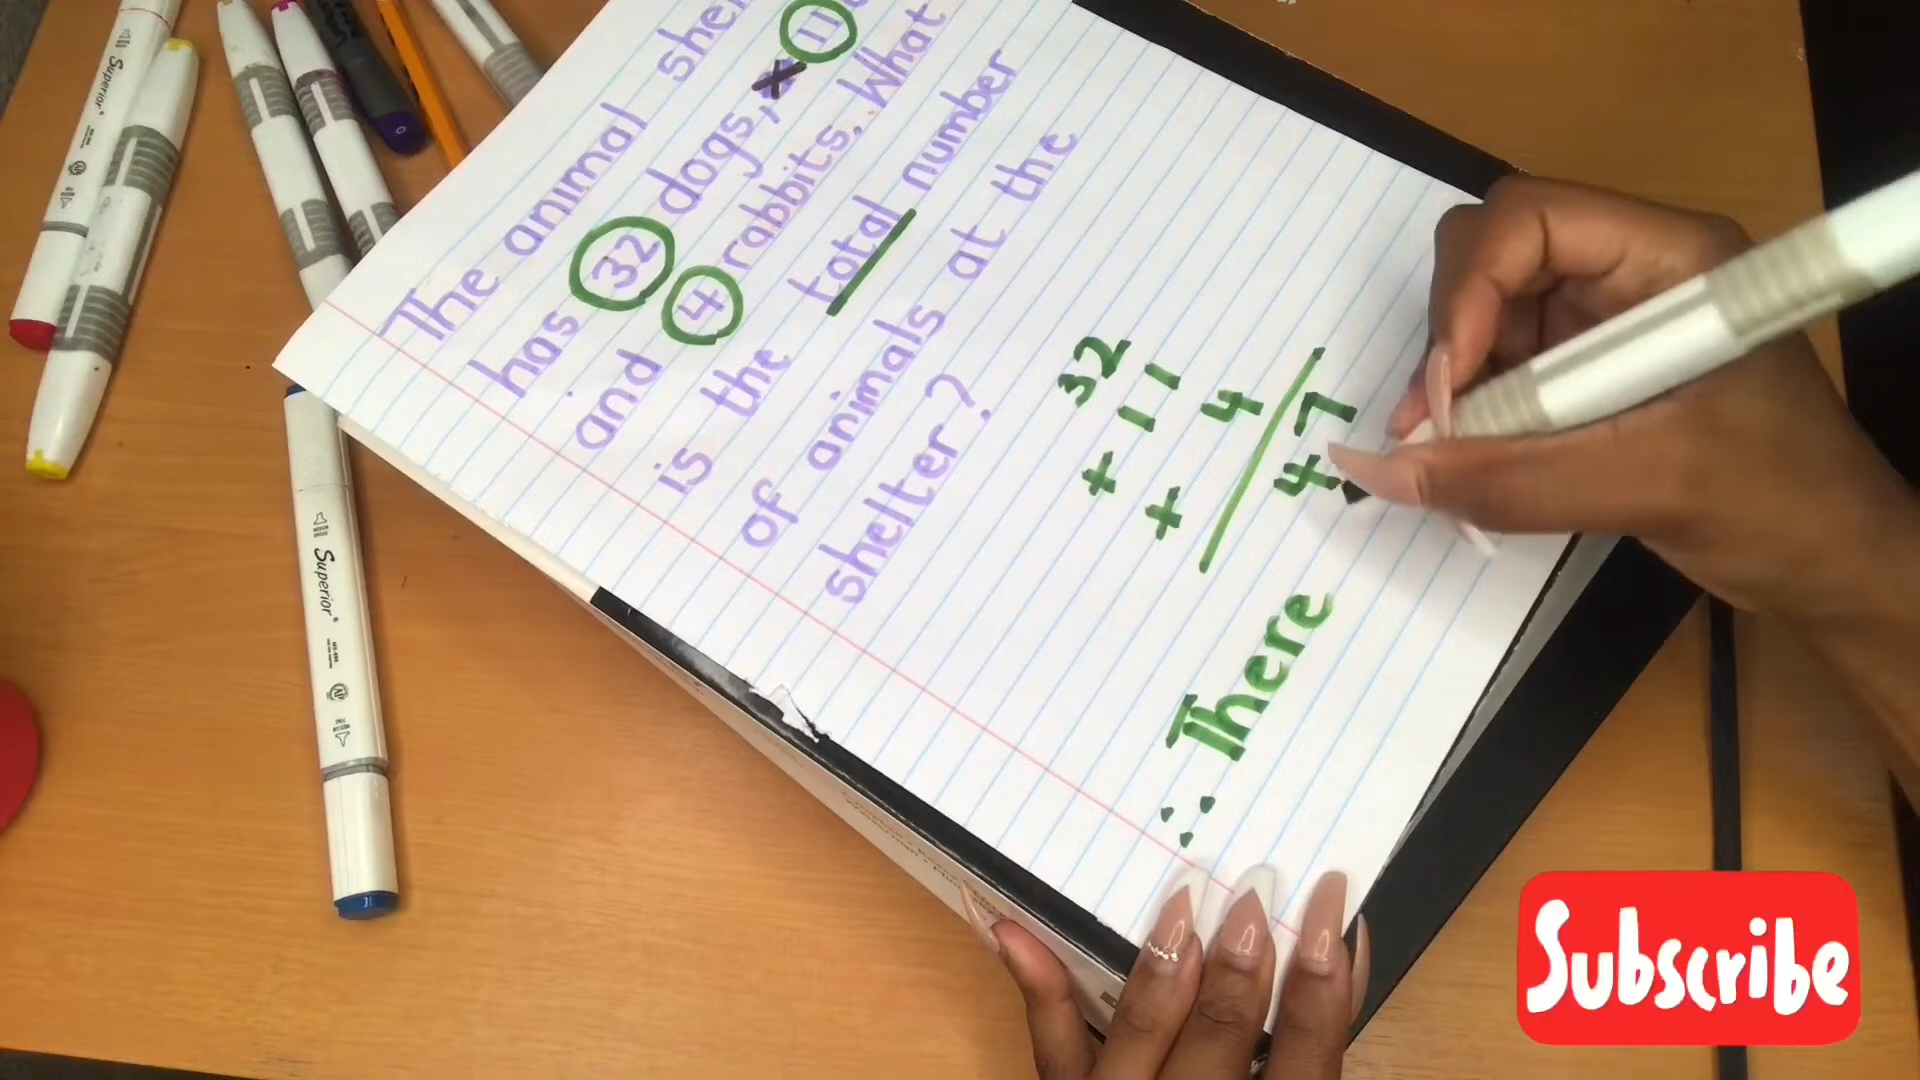 The animal shel
has 32 dogs, 11
and 4 rabbits. What
is the total number
of animals at the
shelter?
32
+ 11
+ 4
47
∴ There
Superior
Superior
Subscribe